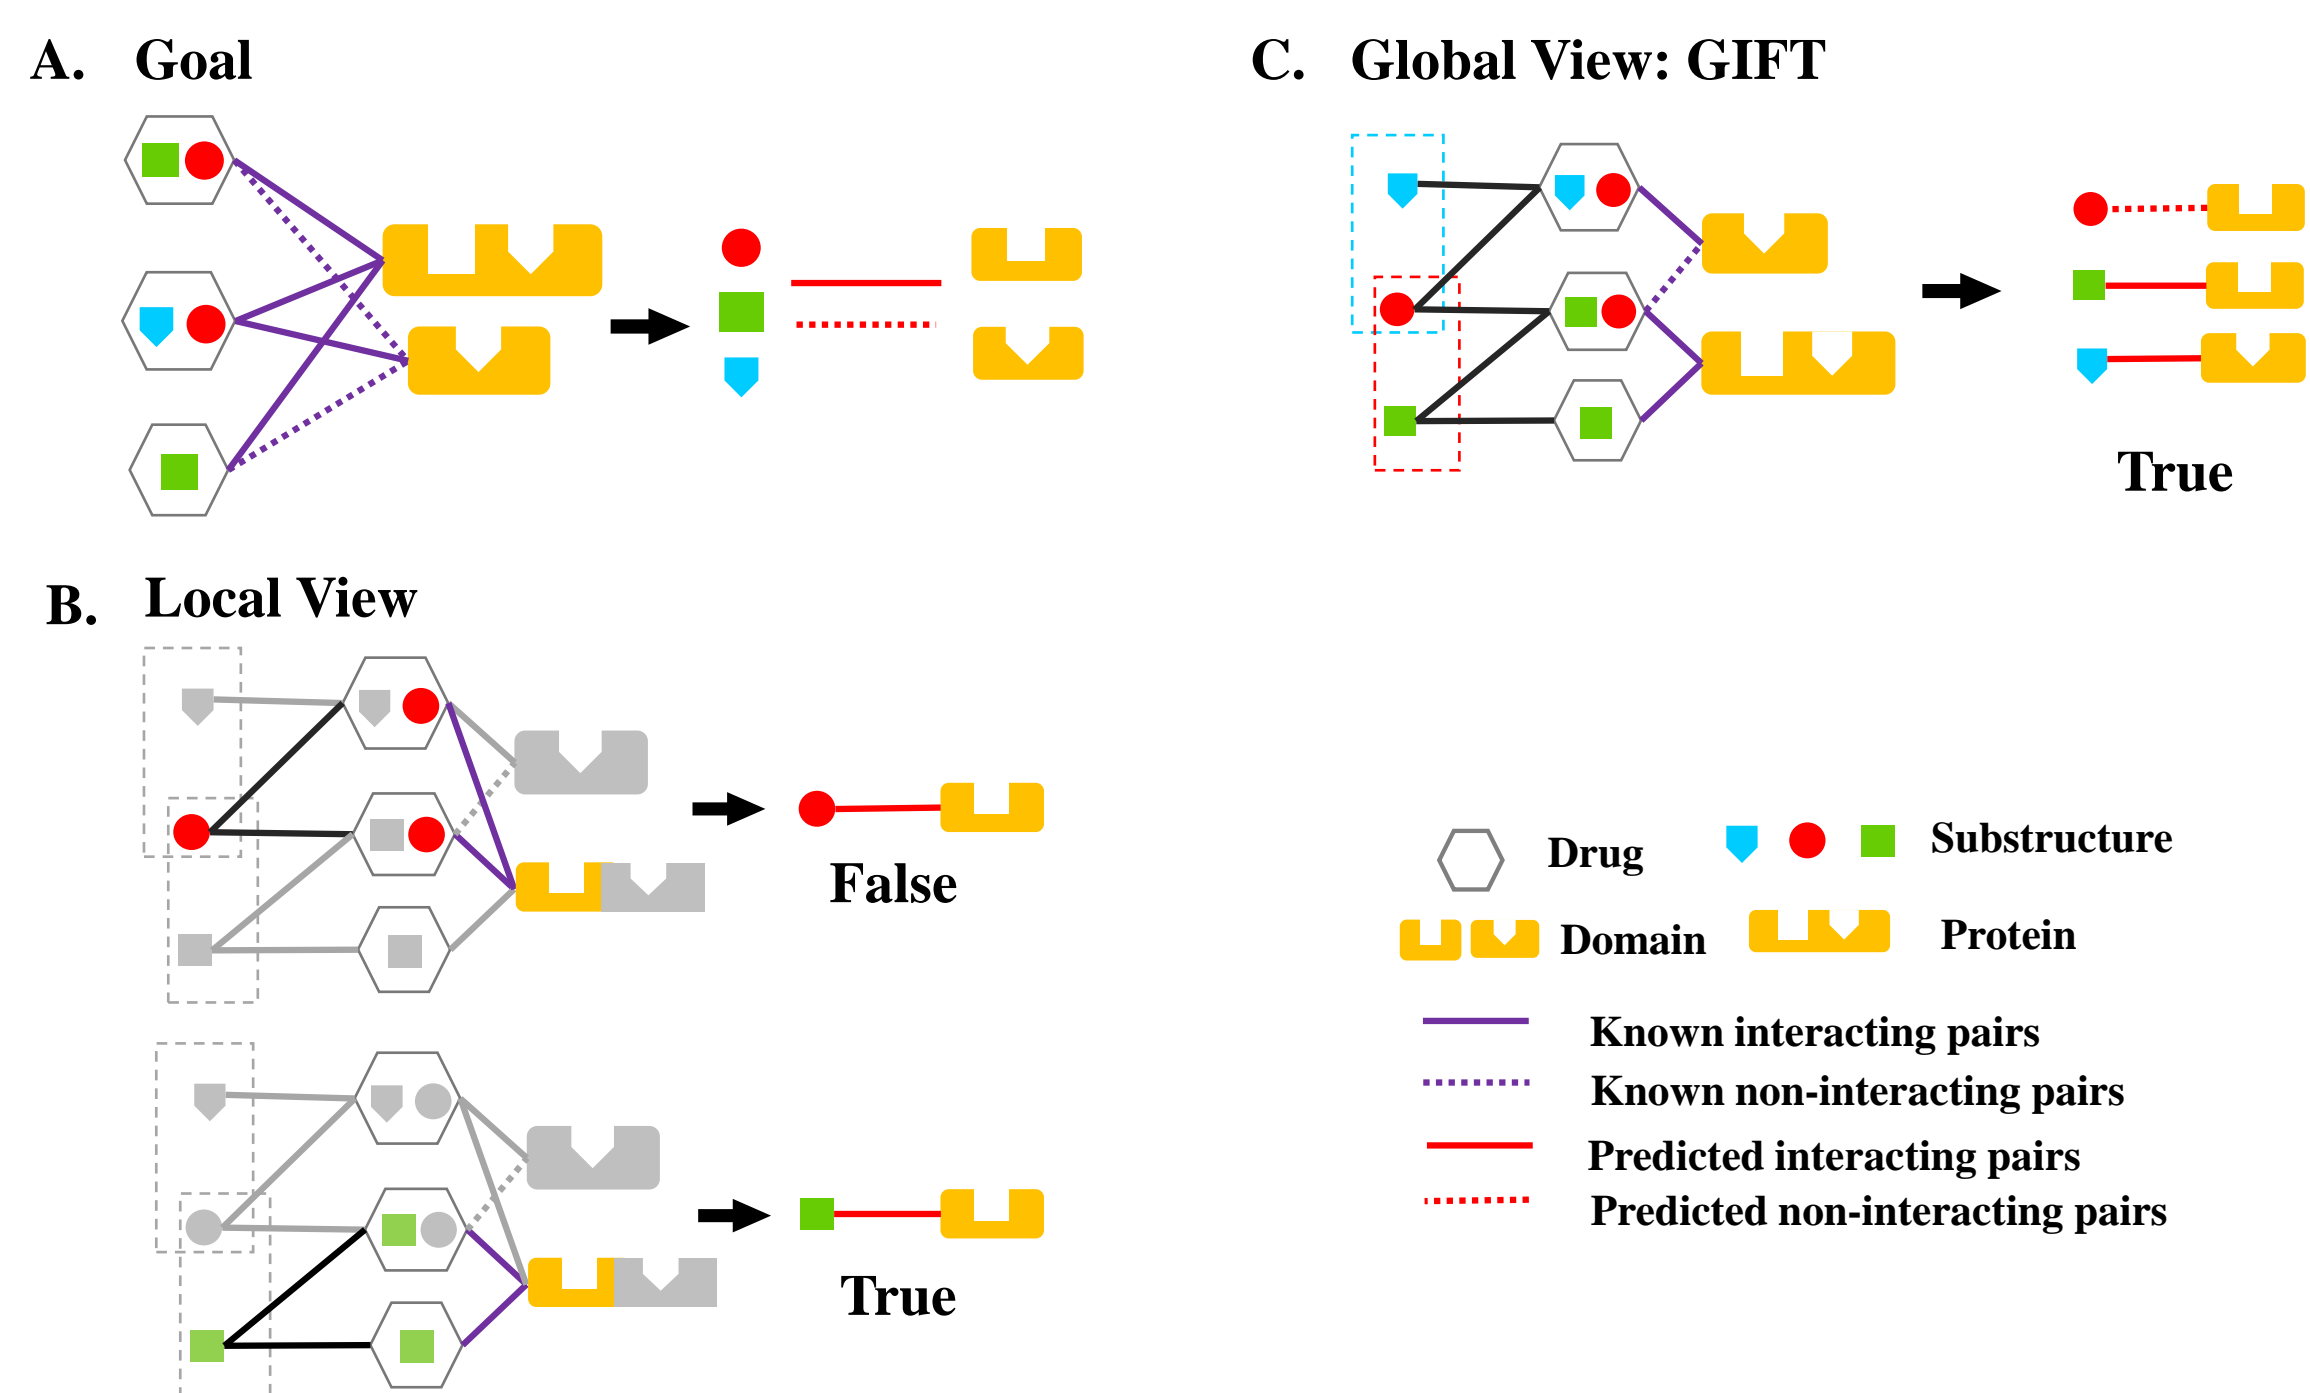 A. Goal
C. Global View: GIFT
True
B. Local View
False
True
Drug
Substructure
Domain
Protein
Known interacting pairs
Known non-interacting pairs
Predicted interacting pairs
Predicted non-interacting pairs